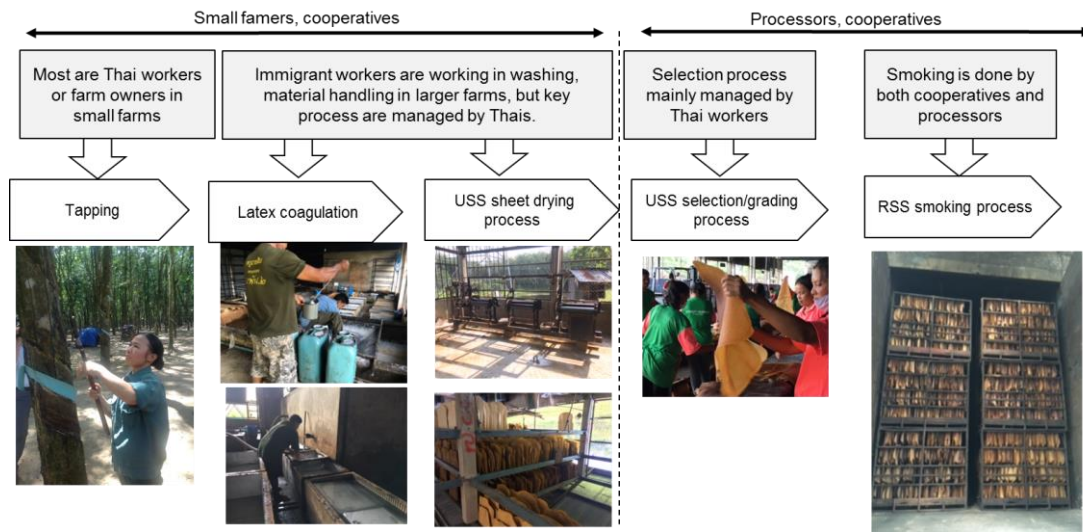 Small famers, cooperatives
Processors, cooperatives
Most are Thai workers
or farm owners in
small farms
Immigrant workers are working in washing,
material handling in larger farms, but key
process are managed by Thais.
Selection process
mainly managed by
Thai workers
Smoking is done by
both cooperatives and
processors
Tapping
Latex coagulation
USS sheet drying
process
USS selection/grading
process
RSS smoking process